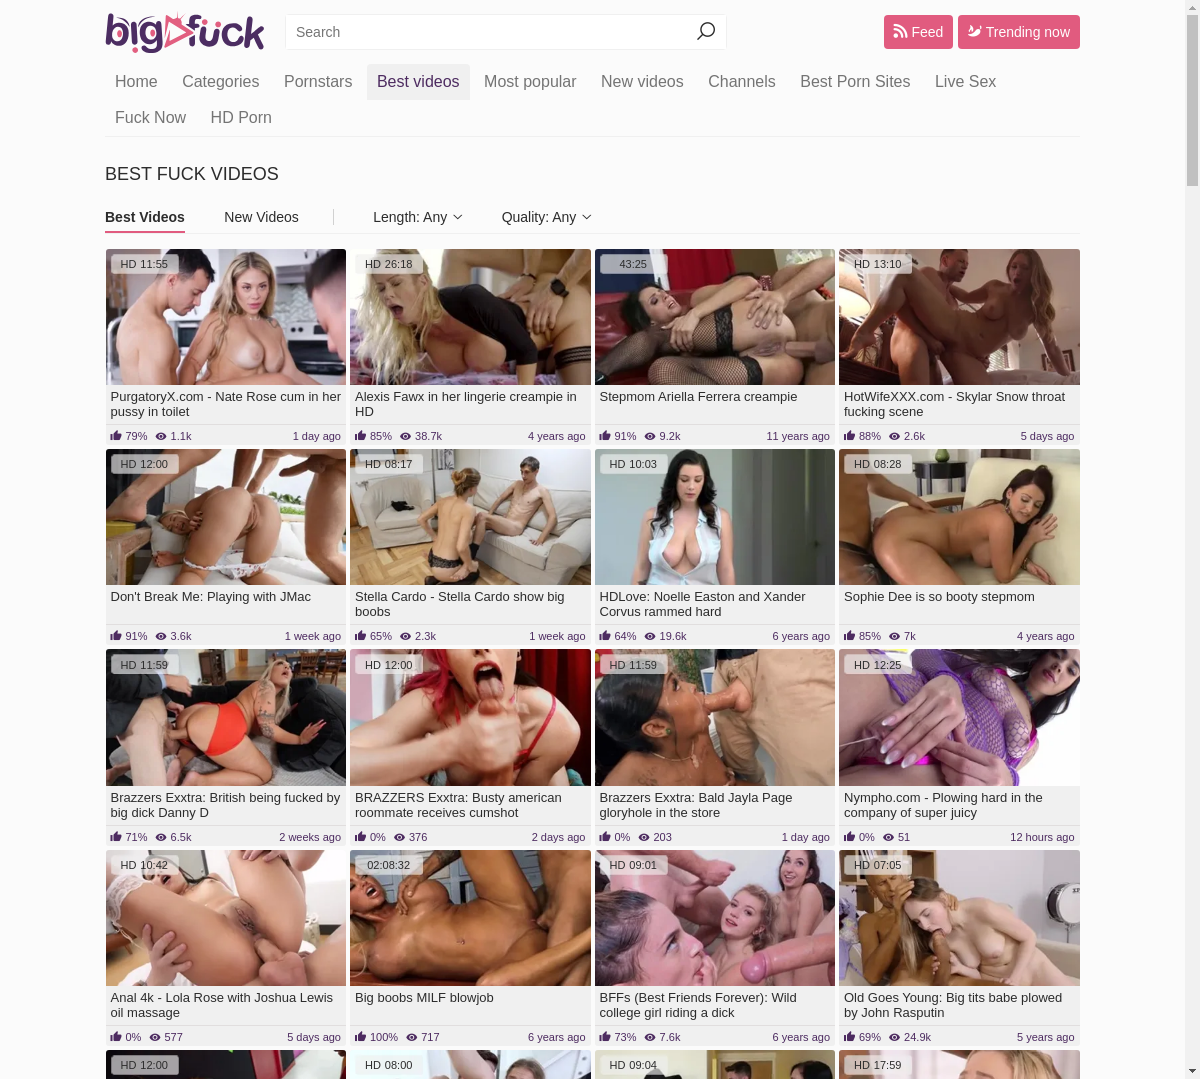 bigfuck
Search
Feed
Trending now
Home Categories Pornstars Best videos Most popular New videos Channels Best Porn Sites Live Sex
Fuck Now HD Porn
BEST FUCK VIDEOS
Best Videos New Videos Length: Any Quality: Any
HD 11:55
HD 26:18
43:25
HD 13:10
PurgatoryX.com - Nate Rose cum in her
pussy in toilet
79% 1.1k 1 day ago
Alexis Fawx in her lingerie creampie in
HD
85% 38.7k 4 years ago
Stepmom Ariella Ferrera creampie
91% 9.2k 11 years ago
HotWifeXXX.com - Skylar Snow throat
fucking scene
88% 2.6k 5 days ago
HD 12:00
HD 08:17
HD 10:03
HD 08:28
Don't Break Me: Playing with JMac
91% 3.6k 1 week ago
Stella Cardo - Stella Cardo show big
boobs
65% 2.3k 1 week ago
HDLove: Noelle Easton and Xander
Corvus rammed hard
64% 19.6k 6 years ago
Sophie Dee is so booty stepmom
85% 7k 4 years ago
HD 11:59
HD 12:00
HD 11:59
HD 12:25
Brazzers Exxtra: British being fucked by
big dick Danny D
71% 6.5k 2 weeks ago
BRAZZERS Exxtra: Busty american
roommate receives cumshot
0% 376 2 days ago
Brazzers Exxtra: Bald Jayla Page
gloryhole in the store
0% 203 1 day ago
Nympho.com - Plowing hard in the
company of super juicy
0% 51 12 hours ago
HD 10:42
02:08:32
HD 09:01
HD 07:05
Anal 4k - Lola Rose with Joshua Lewis
oil massage
0% 577 5 days ago
Big boobs MILF blowjob
100% 717 6 years ago
BFFs (Best Friends Forever): Wild
college girl riding a dick
73% 7.6k 6 years ago
Old Goes Young: Big tits babe plowed
by John Rasputin
69% 24.9k 5 years ago
HD 12:00
HD 08:00
HD 09:04
HD 17:59